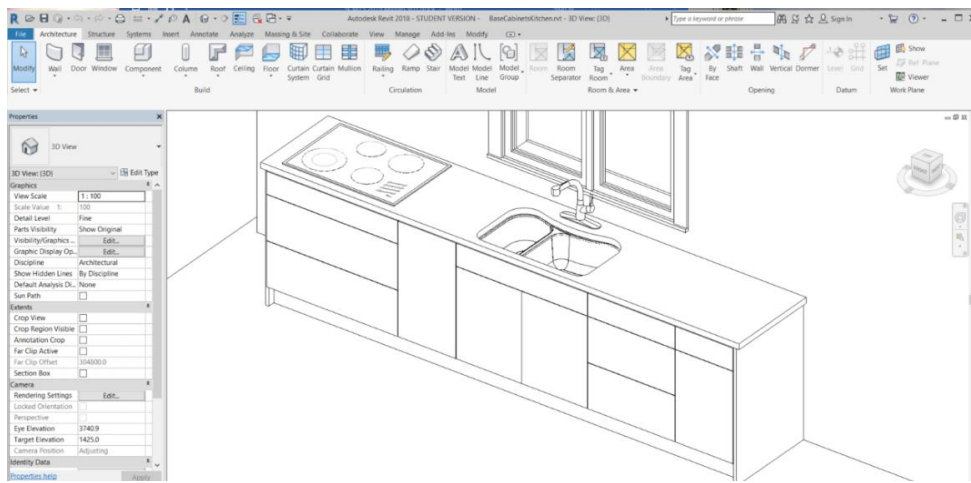 Autodesk Revit 2018 - STUDENT VERSION - BaseCabinetsKitchen.rvt - 3D View: {3D}
Type a keyword or phrase
Sign In
File Architecture Structure Systems Insert Annotate Analyze Massing & Site Collaborate View Manage Add-Ins Modify
Modify Wall Door Window Component Column Roof Ceiling Floor Curtain System Curtain Grid Mullion Railing Ramp Stair Model Text Model Line Model Group Room Room Separator Tag Room Area Area Boundary Tag Area By Face Shaft Wall Vertical Dormer Level Grid Set Show
Ref Plane
Viewer
Select Build Circulation Model Room & Area Opening Datum Work Plane
Properties
3D View
3D View: {3D} Edit Type
Graphics
View Scale 1 : 100
Scale Value 1: 100
Detail Level Fine
Parts Visibility Show Original
Visibility/Graphics ... Edit...
Graphic Display Op... Edit...
Discipline Architectural
Show Hidden Lines By Discipline
Default Analysis Di... None
Sun Path
Extents
Crop View
Crop Region Visible
Annotation Crop
Far Clip Active
Far Clip Offset 304800.0
Section Box
Camera
Rendering Settings Edit...
Locked Orientation
Perspective
Eye Elevation 3740.9
Target Elevation 1425.0
Camera Position Adjusting
Identity Data
Properties help Apply